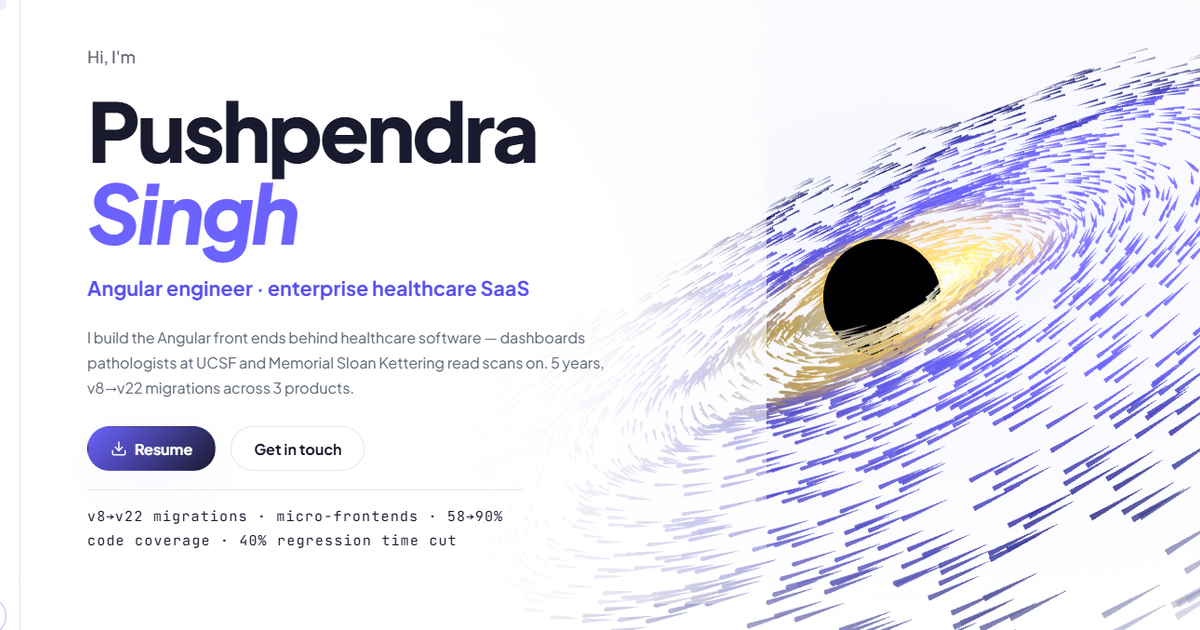 Hi, I'm
Pushpendra
Singh
Angular engineer · enterprise healthcare SaaS
I build the Angular front ends behind healthcare software — dashboards
pathologists at UCSF and Memorial Sloan Kettering read scans on. 5 years,
v8→v22 migrations across 3 products.
Resume
Get in touch
v8→v22 migrations · micro-frontends · 58→90%
code coverage · 40% regression time cut